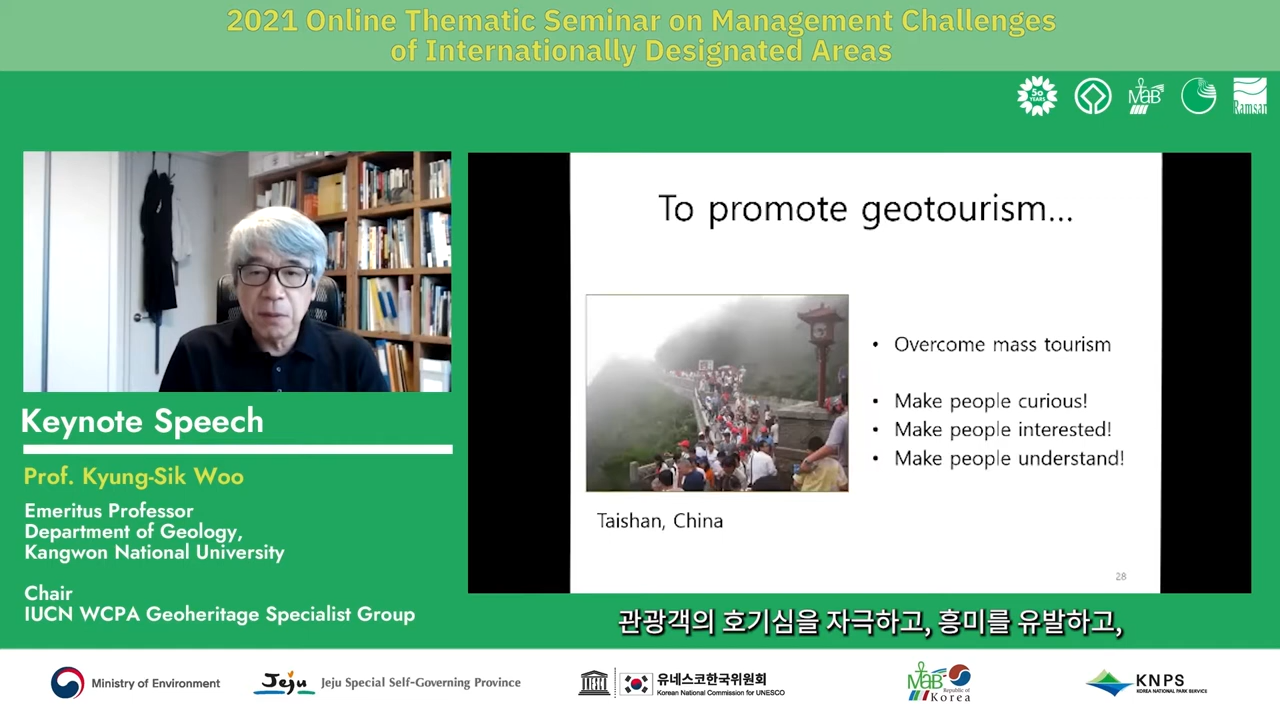 2021 Online Thematic Seminar on Management Challenges
of Internationally Designated Areas
50
YEARS
MaB
Ramsar
To promote geotourism...
• Overcome mass tourism
• Make people curious!
• Make people interested!
• Make people understand!
Taishan, China
28
Keynote Speech
Prof. Kyung-Sik Woo
Emeritus Professor
Department of Geology,
Kangwon National University
Chair
IUCN WCPA Geoheritage Specialist Group
관광객의 호기심을 자극하고, 흥미를 유발하고,
Ministry of Environment
Jeju
Jeju Special Self-Governing Province
유네스코한국위원회
Korean National Commission for UNESCO
MaB
Republic of
Korea
KNPS
KOREA NATIONAL PARK SERVICE